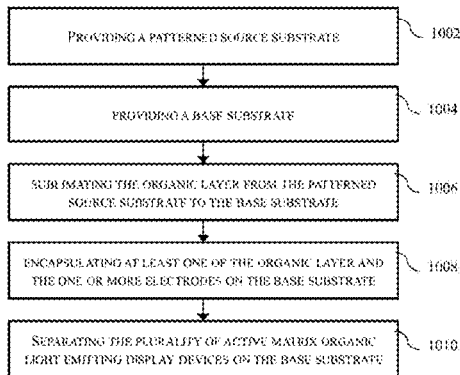 PROVIDING A PATTERNED SOURCE SUBSTRATE
1002
PROVIDING A BASE SUBSTRATE
1004
SUBLIMATING THE ORGANIC LAYER FROM THE PATTERNED
SOURCE SUBSTRATE TO THE BASE SUBSTRATE
1006
ENCAPSULATING AT LEAST ONE OF THE ORGANIC LAYER AND
THE ONE OR MORE ELECTRODES ON THE BASE SUBSTRATE
1008
SEPARATING THE PLURALITY OF ACTIVE MATRIX ORGANIC
LIGHT EMITTING DISPLAY DEVICES ON THE BASE SUBSTRATE
1010